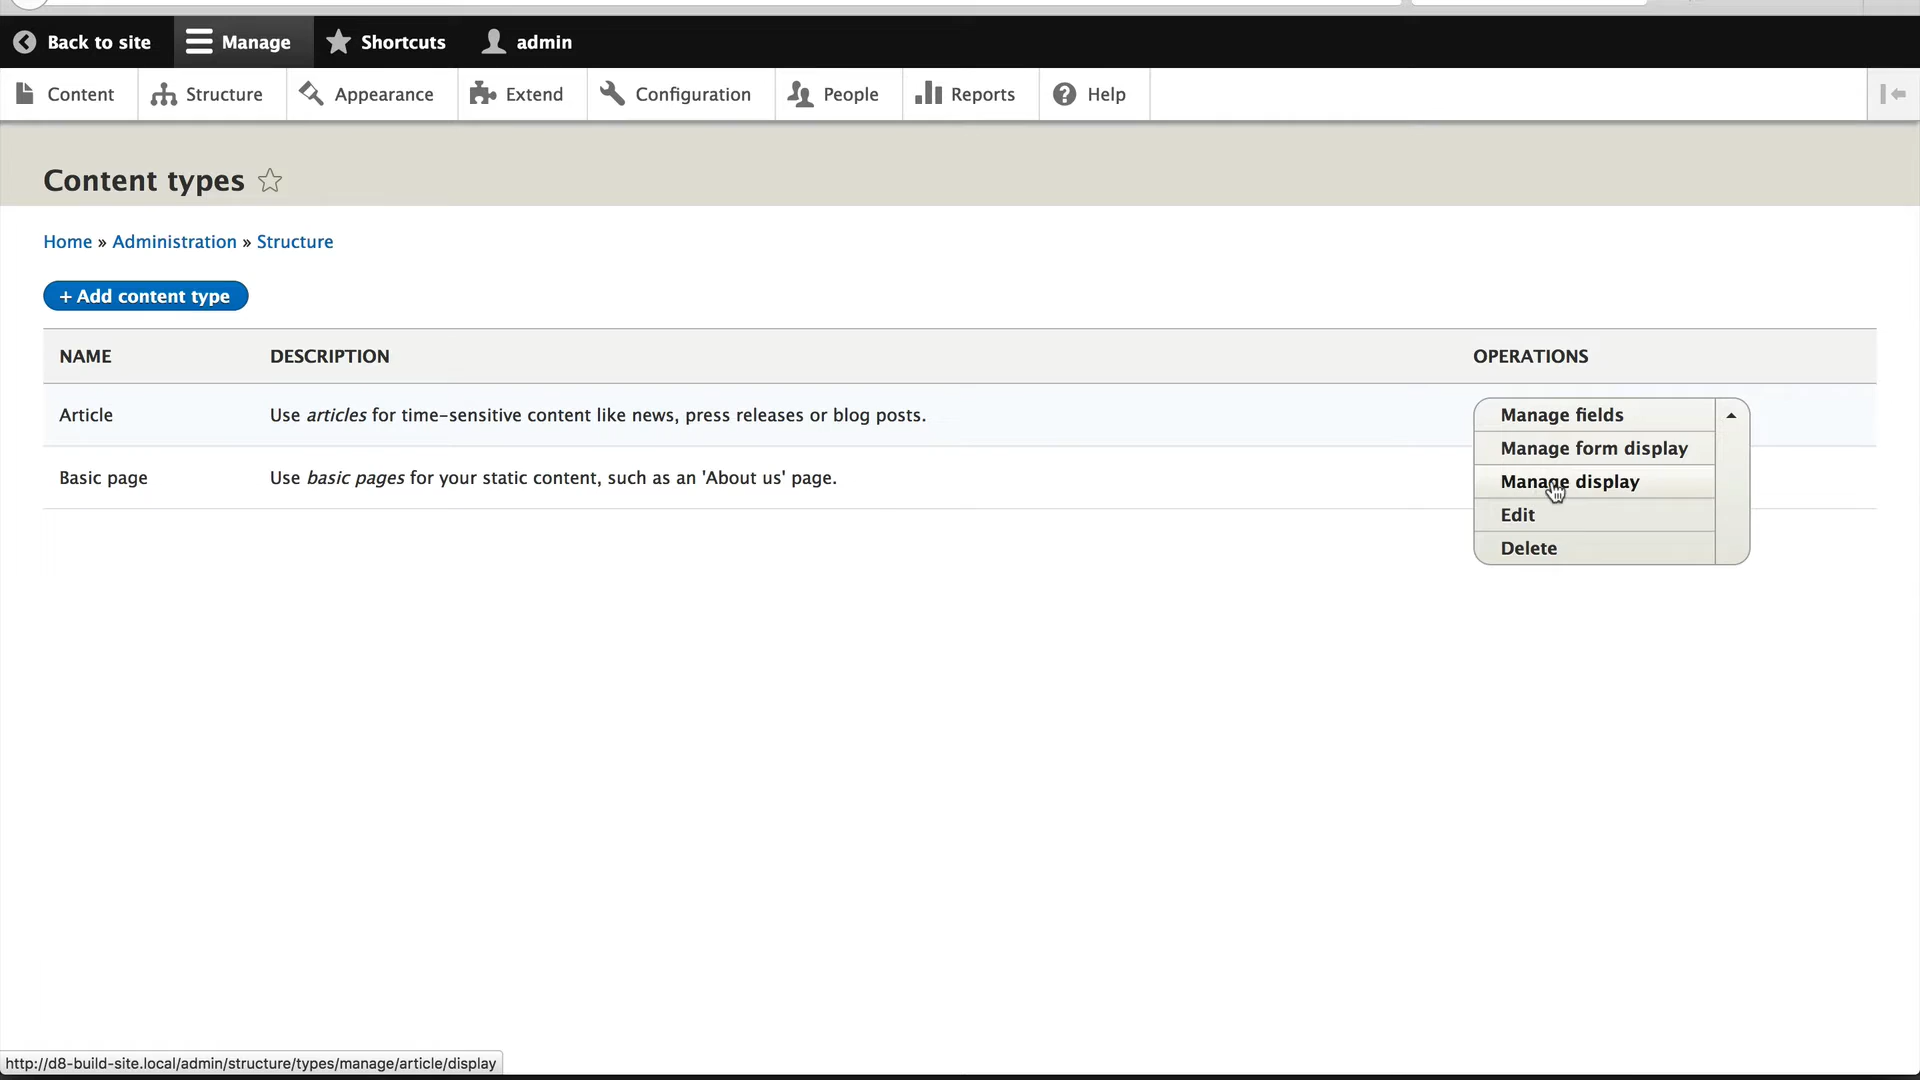 Back to site Manage Shortcuts admin
Content Structure Appearance Extend Configuration People Reports Help
Content types
Home » Administration » Structure
+ Add content type
NAME DESCRIPTION OPERATIONS
Article Use articles for time-sensitive content like news, press releases or blog posts. Manage fields
Manage form display
Basic page Use basic pages for your static content, such as an 'About us' page. Manage display
Edit
Delete
http://d8-build-site.local/admin/structure/types/manage/article/display